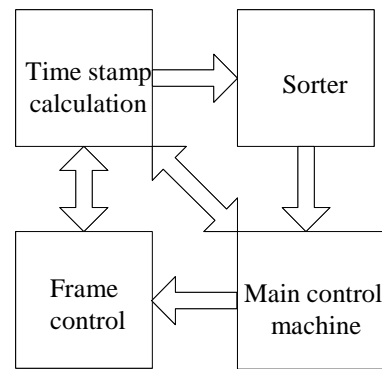 Time stamp
calculation
Sorter
Frame
control
Main control
machine